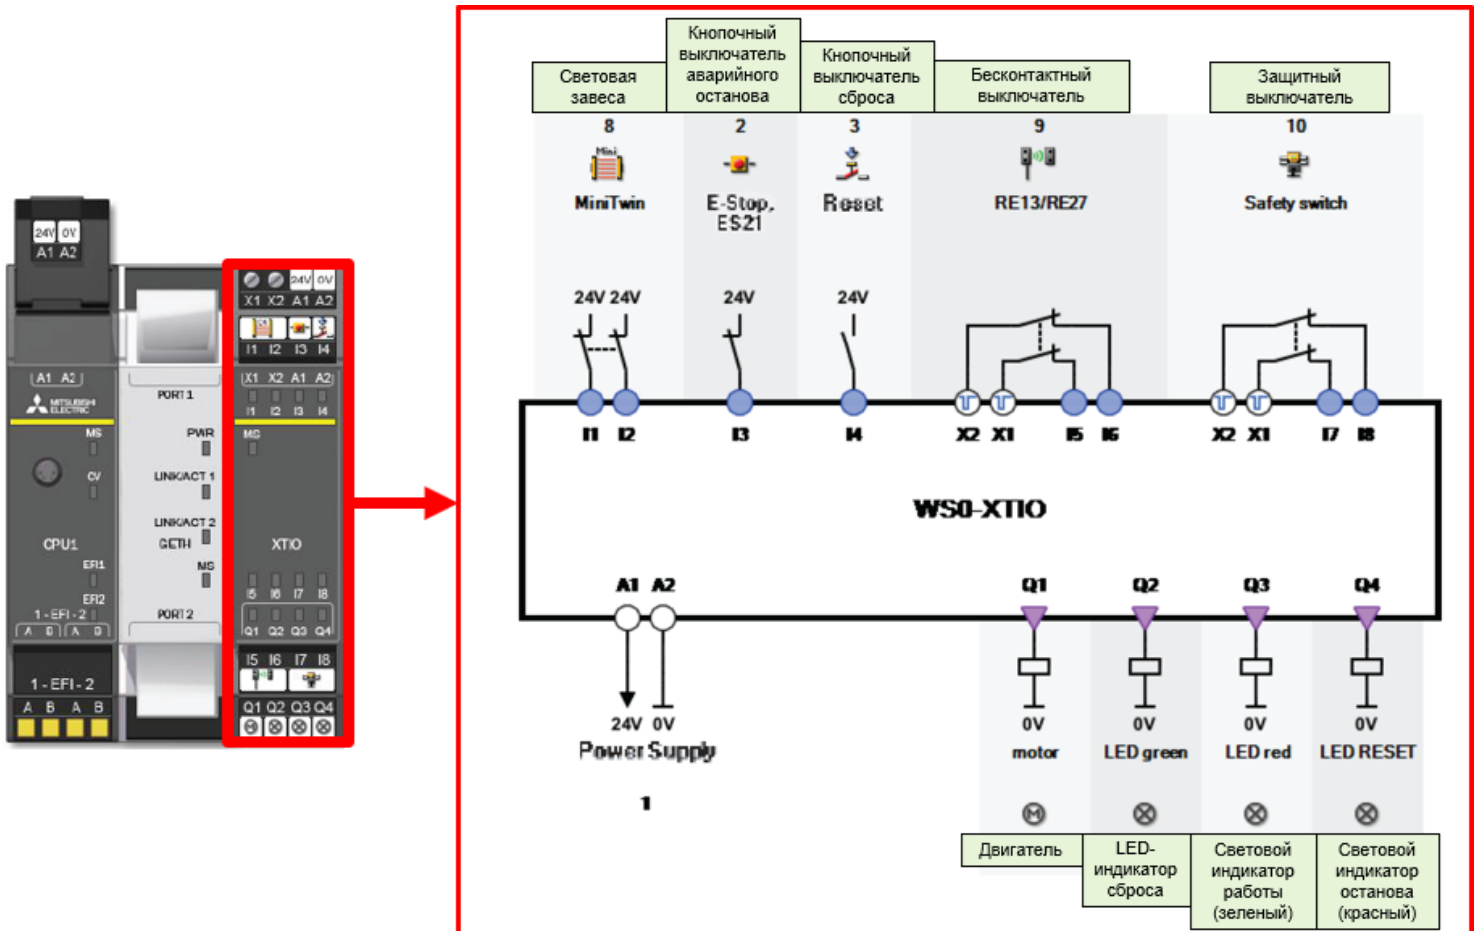 24V 0V
A1 A2
A1 A2
MITSUBISHI
ELECTRIC
MS
CV
CPU1
EFI1
EFI2
1 - EFI - 2
A B A B
1 - EFI - 2
A B A B
PORT 1
PWR
LINK/ACT 1
LINK/ACT 2
GETH
MS
PORT 2
24V 0V
X1 X2 A1 A2
I1 I2 I3 I4
X1 X2 A1 A2
I1 I2 I3 I4
MS
XTIO
I5 I6 I7 I8
Q1 Q2 Q3 Q4
I5 I6 I7 I8
Q1 Q2 Q3 Q4
M
Световая
завеса
Кнопочный
выключатель
аварийного
останова
Кнопочный
выключатель
сброса
Бесконтактный
выключатель
Защитный
выключатель
8 2 3 9 10
Mini
MiniTwin
E-Stop,
ES21
Reset
RE13/RE27
Safety switch
24V 24V 24V 24V
I1 I2 I3 I4 X2 X1 I5 I6 X2 X1 I7 I8
WS0-XTIO
A1 A2 Q1 Q2 Q3 Q4
24V 0V 0V 0V 0V 0V
Power Supply
motor LED green LED red LED RESET
1
M
Двигатель
LED-
индикатор
сброса
Световой
индикатор
работы
(зеленый)
Световой
индикатор
останова
(красный)